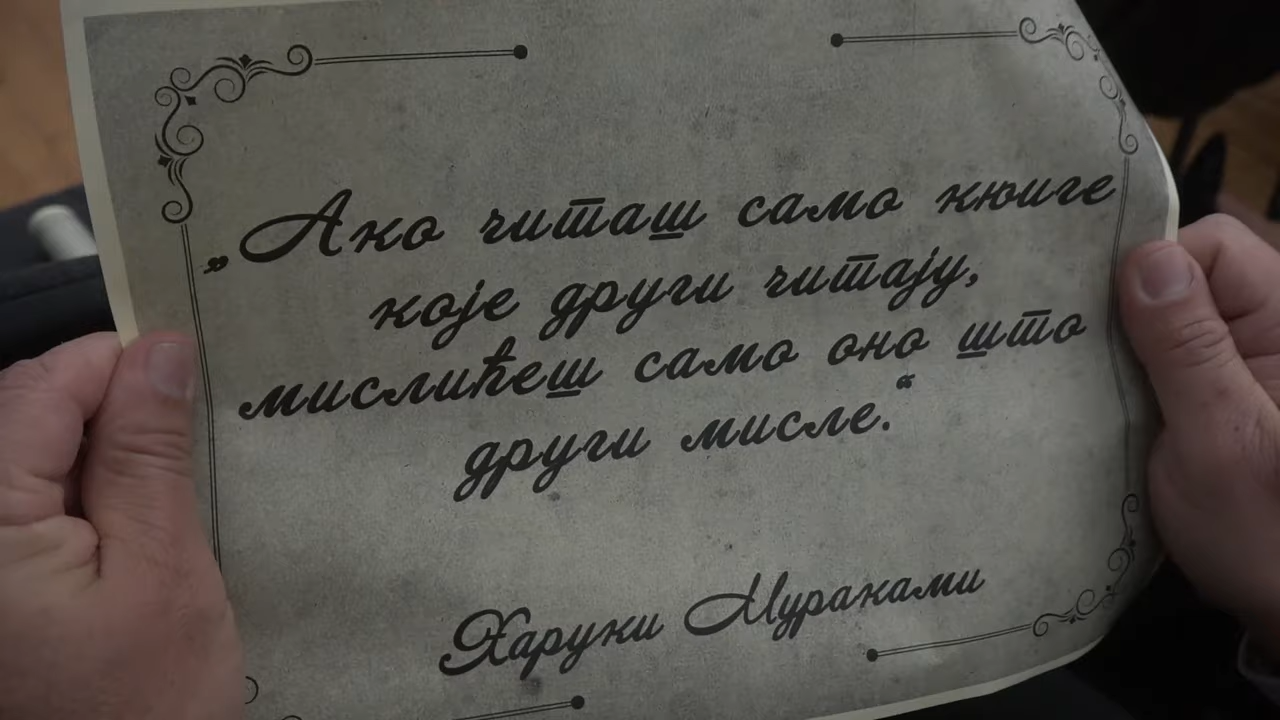 „Ако читаш само књиге
које други читају,
мислићеш само оно што
други мисле.“
Харуки Мураками